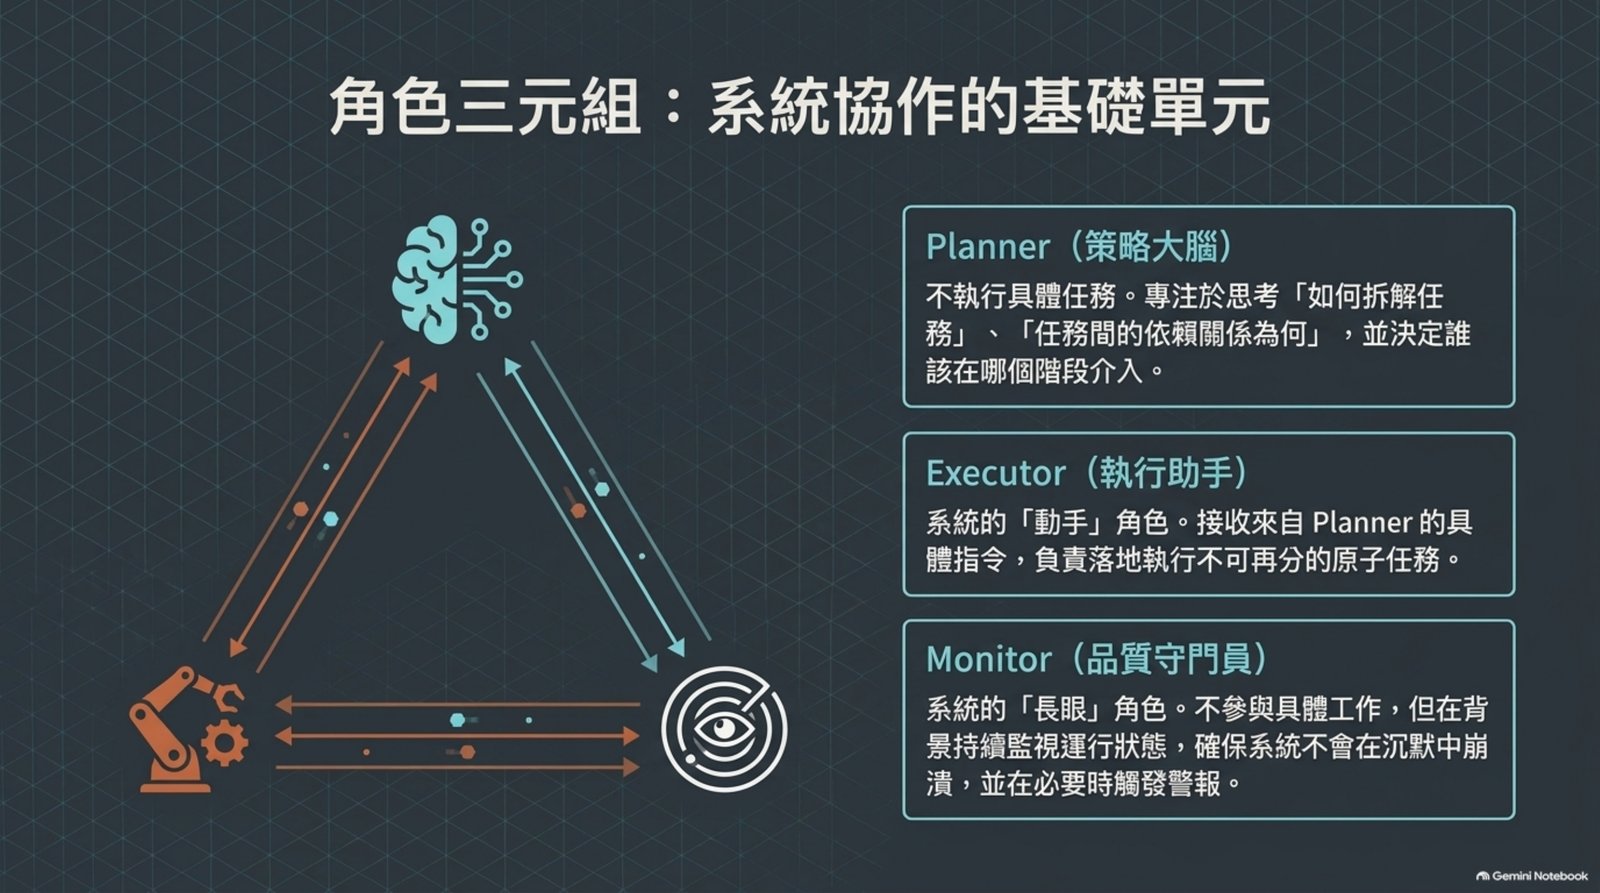 角色三元組：系統協作的基礎單元
Planner（策略大腦）
不執行具體任務。專注於思考「如何拆解任
務」、「任務間的依賴關係為何」，並決定誰
該在哪個階段介入。
Executor（執行助手）
系統的「動手」角色。接收來自 Planner 的具
體指令，負責落地執行不可再分的原子任務。
Monitor（品質守門員）
系統的「長眼」角色。不參與具體工作，但在背
景持續監視運行狀態，確保系統不會在沉默中崩
潰，並在必要時觸發警報。
Gemini Notebook